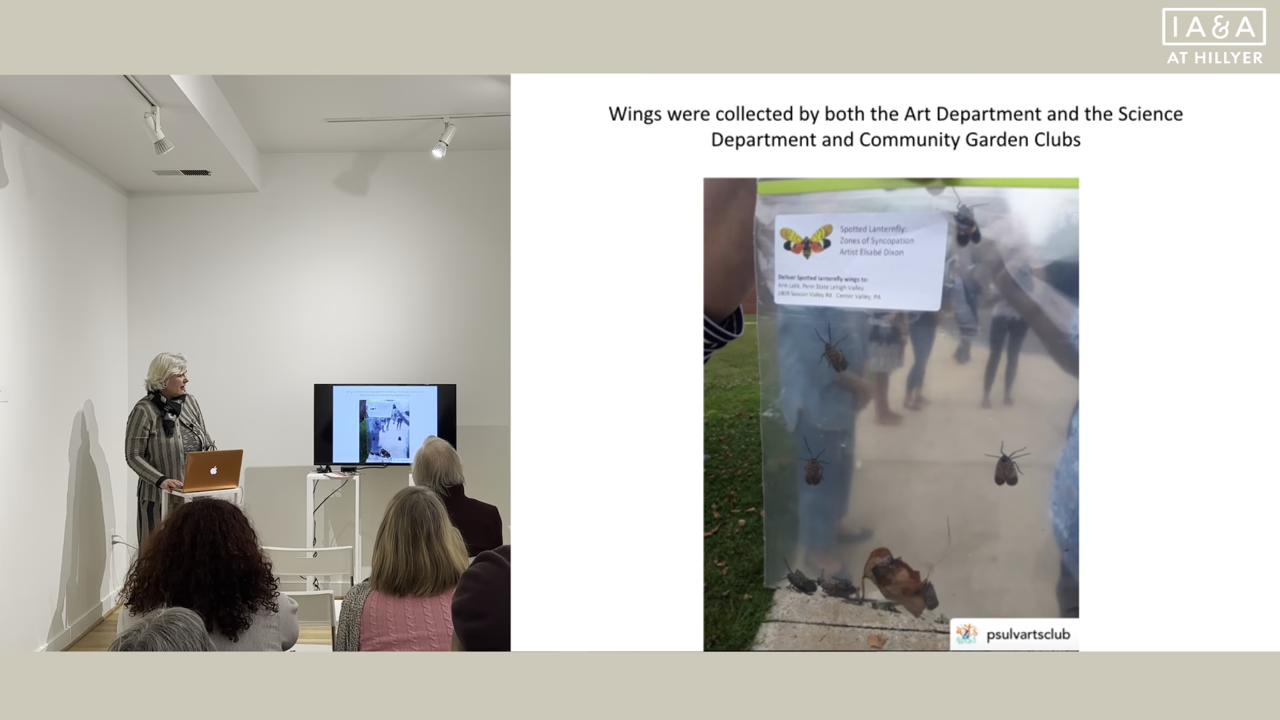 IA&A
AT HILLYER
Wings were collected by both the Art Department and the Science
Department and Community Garden Clubs
Spotted Lanternfly:
Zones of Syncopation
Artist Elsabé Dixon
Deliver Spotted lanternfly wings to:
Penn State Lehigh Valley
Center Valley, PA
psulvartsclub